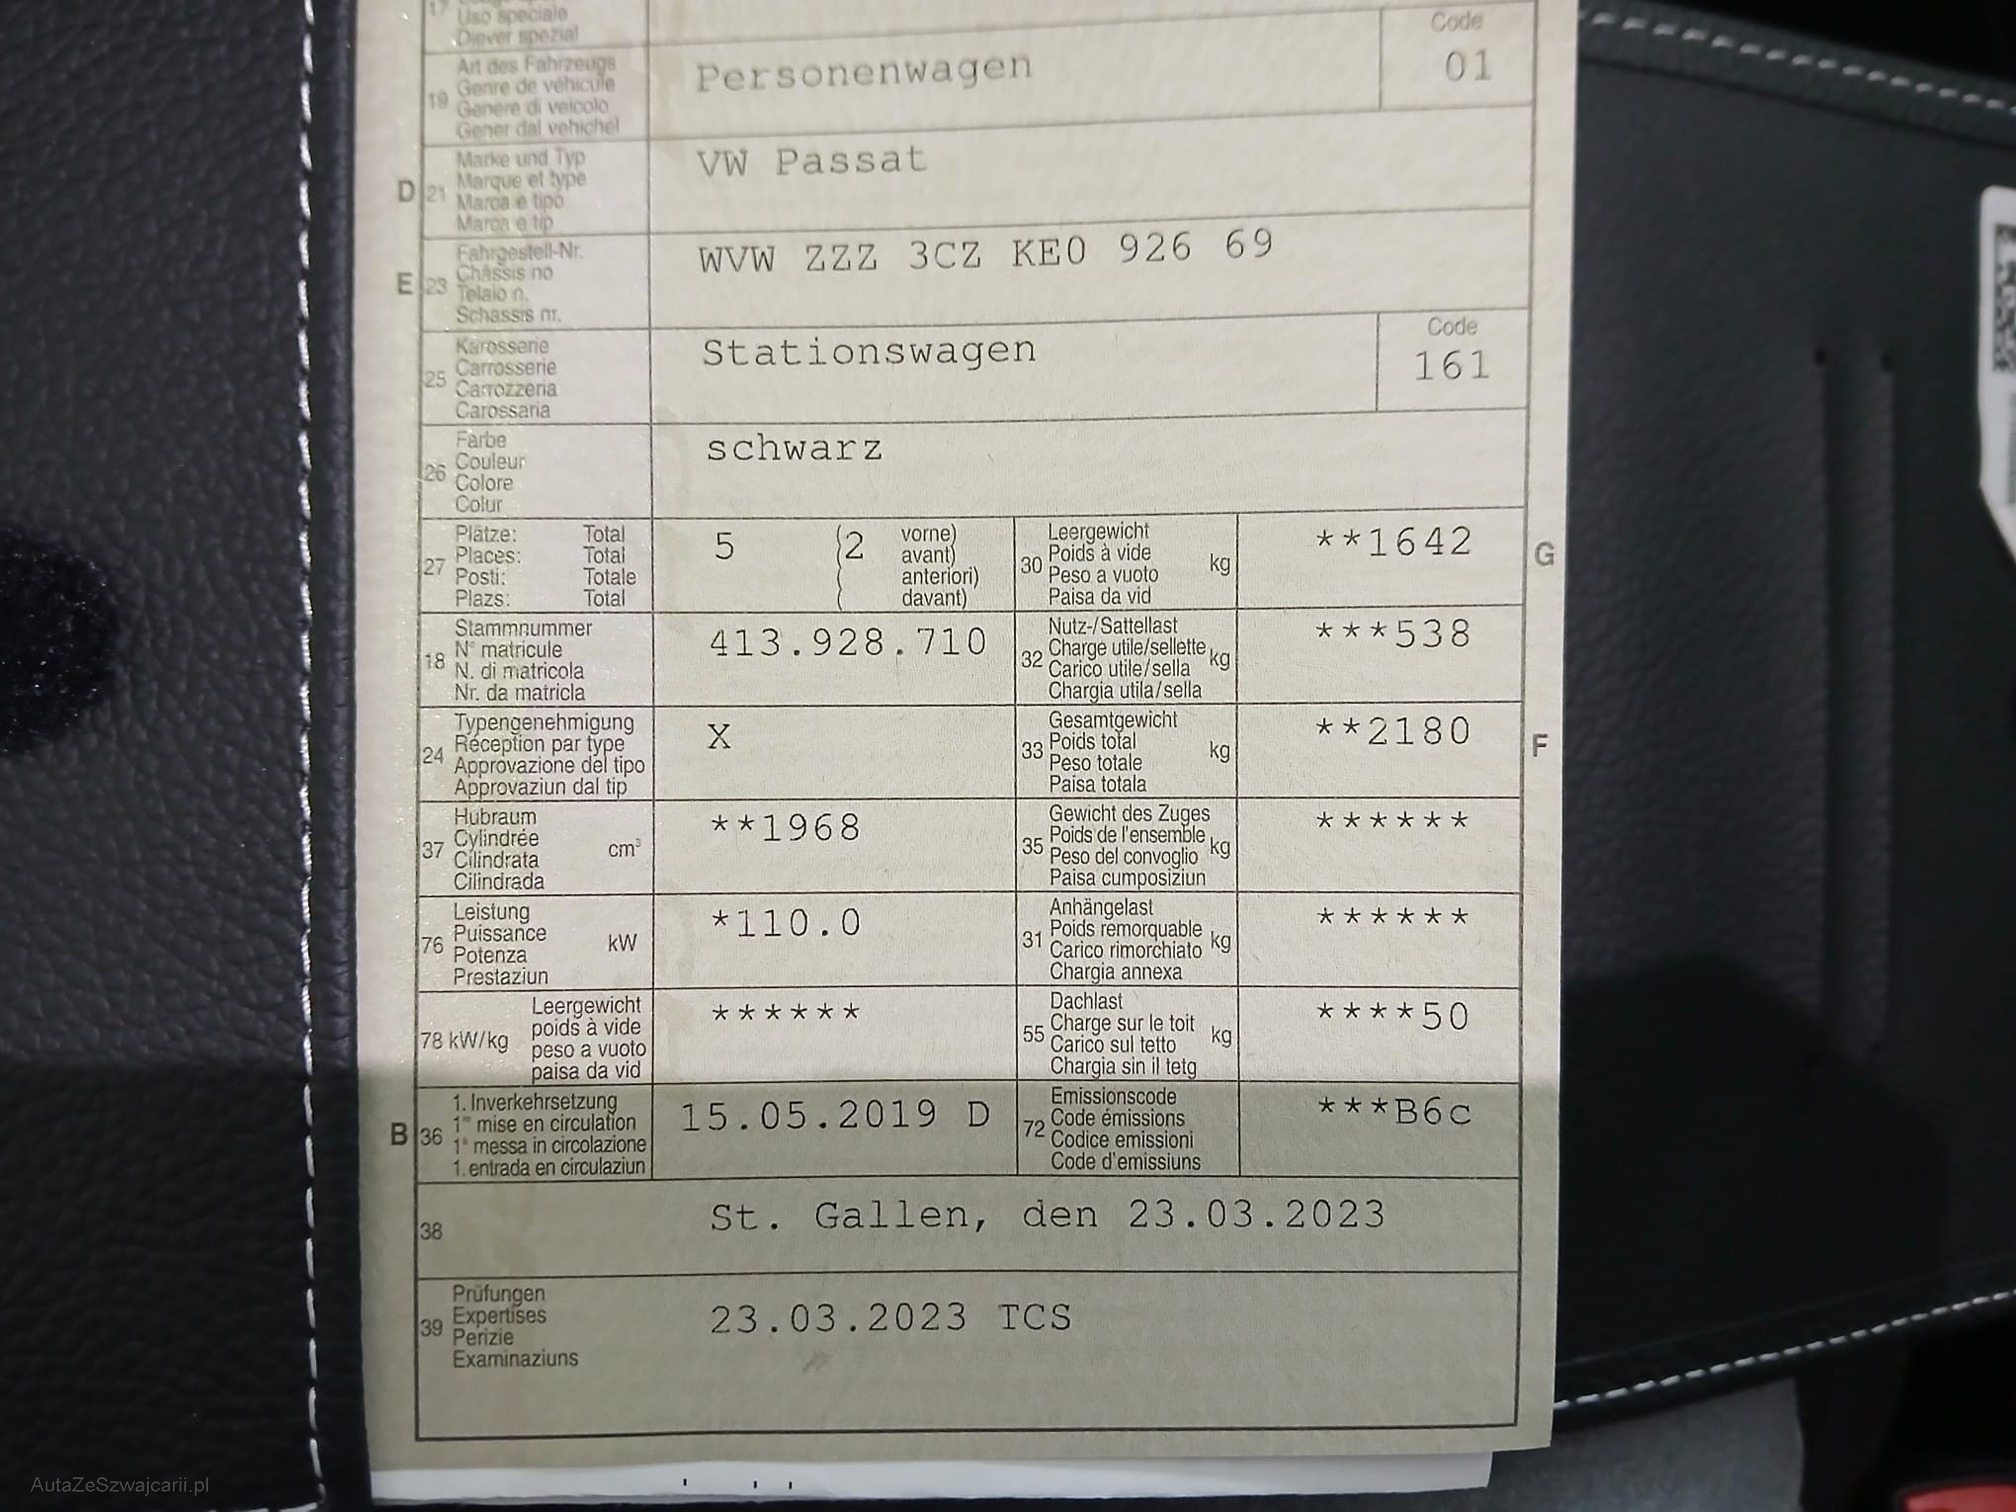 17
Uso speciale
Diever spezial
Code
19
Art des Fahrzeugs
Genre de véhicule
Genere di veicolo
Gener dal vehichel
Personenwagen
01
D
21
Marke und Typ
Marque et type
Marca e tipo
Marca e tip
VW Passat
E
23
Fahrgestell-Nr.
Châssis no
Telaio n.
Schassis nr.
WVW ZZZ 3CZ KE0 926 69
25
Karosserie
Carrosserie
Carrozzeria
Carossaria
Stationswagen
Code
161
26
Farbe
Couleur
Colore
Colur
schwarz
27
Plätze: Total
Places: Total
Posti: Totale
Plazs: Total
5 (2 vorne)
avant)
( anteriori)
( davant)
30
Leergewicht
Poids à vide
Peso a vuoto
Paisa da vid
kg
**1642
G
18
Stammnummer
N° matricule
N. di matricola
Nr. da matricla
413.928.710
32
Nutz-/Sattellast
Charge utile/sellette
Carico utile/sella
Chargia utila/sella
kg
***538
24
Typengenehmigung
Réception par type
Approvazione del tipo
Approvaziun dal tip
X
33
Gesamtgewicht
Poids total
Peso totale
Paisa totala
kg
**2180
F
37
Hubraum
Cylindrée
Cilindrata
Cilindrada
cm³
**1968
35
Gewicht des Zuges
Poids de l'ensemble
Peso del convoglio
Paisa cumposiziun
kg
******
76
Leistung
Puissance
Potenza
Prestaziun
kW
*110.0
31
Anhängelast
Poids remorquable
Carico rimorchiato
Chargia annexa
kg
******
78 kW/kg
Leergewicht
poids à vide
peso a vuoto
paisa da vid
******
55
Dachlast
Charge sur le toit
Carico sul tetto
Chargia sin il tetg
kg
****50
B
36
1. Inverkehrsetzung
1re mise en circulation
1a messa in circolazione
1. entrada en circulaziun
15.05.2019 D
72
Emissionscode
Code émissions
Codice emissioni
Code d'emissiuns
***B6c
38
St. Gallen, den 23.03.2023
39
Prüfungen
Expertises
Perizie
Examinaziuns
23.03.2023 TCS
AutaZeSzwajcarii.pl